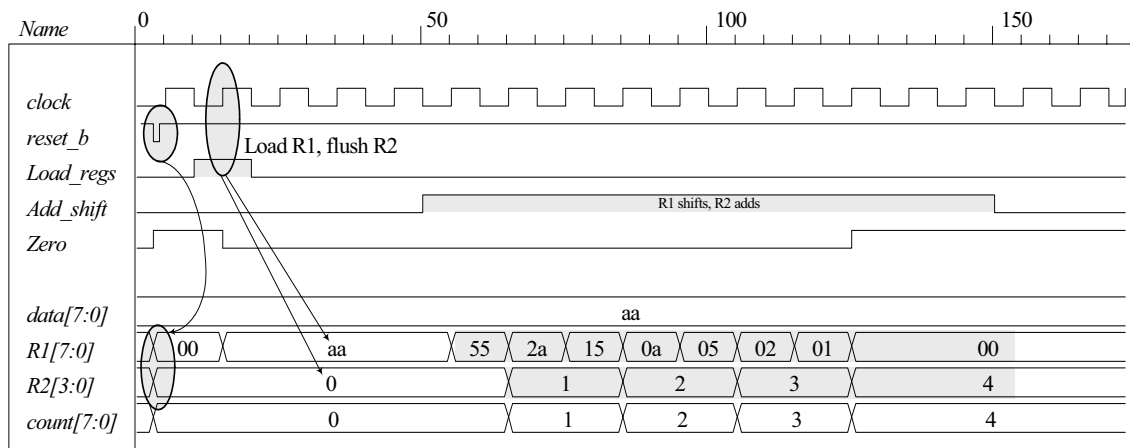 Name 0 50 100 150
clock
reset_b
Load R1, flush R2
Load_regs
Add_shift R1 shifts, R2 adds
Zero
data[7:0] aa
R1[7:0] 00 aa 55 2a 15 0a 05 02 01 00
R2[3:0] 0 1 2 3 4
count[7:0] 0 1 2 3 4